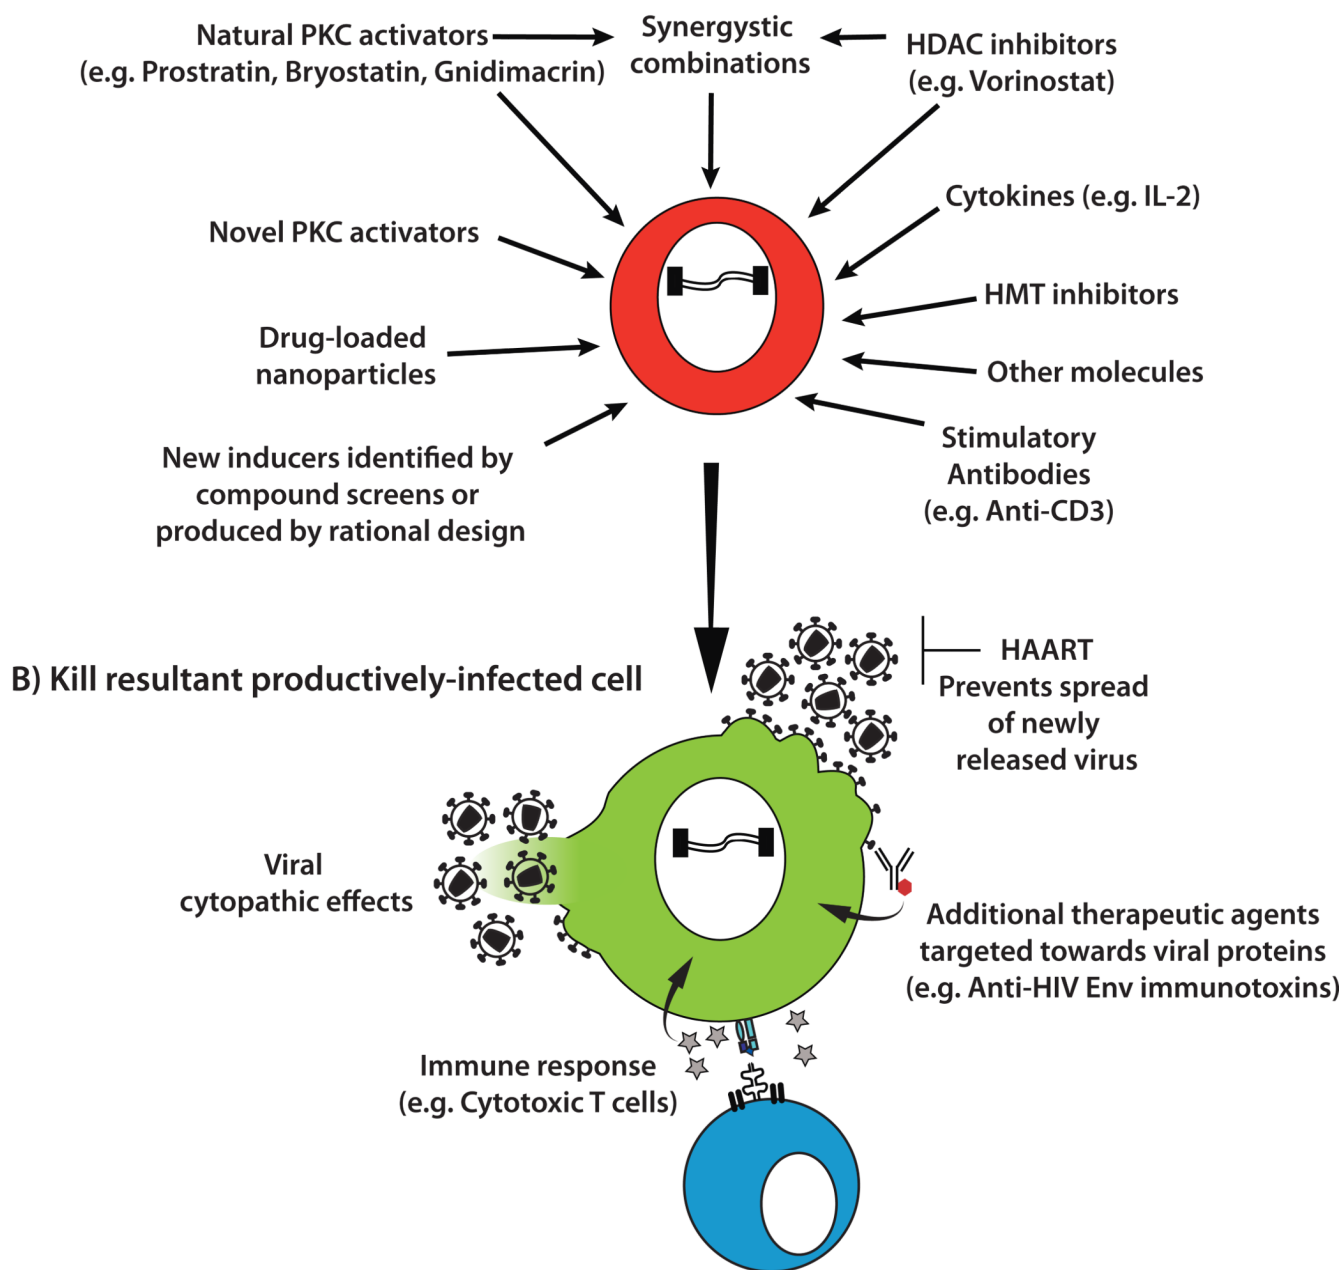 Natural PKC activators
(e.g. Prostratin, Bryostatin, Gnidimacrin)
Synergystic
combinations
HDAC inhibitors
(e.g. Vorinostat)
Novel PKC activators
Cytokines (e.g. IL-2)
HMT inhibitors
Drug-loaded
nanoparticles
Other molecules
New inducers identified by
compound screens or
produced by rational design
Stimulatory
Antibodies
(e.g. Anti-CD3)
B) Kill resultant productively-infected cell
HAART
Prevents spread
of newly
released virus
Viral
cytopathic effects
Additional therapeutic agents
targeted towards viral proteins
(e.g. Anti-HIV Env immunotoxins)
Immune response
(e.g. Cytotoxic T cells)